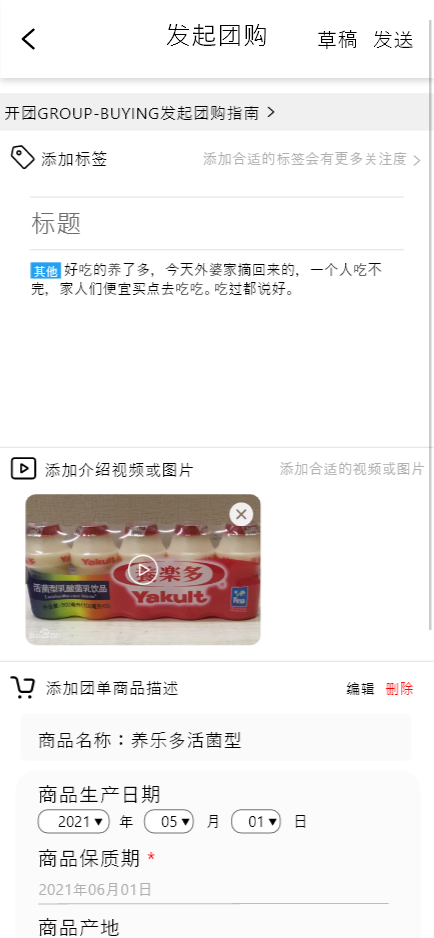 发起团购
草稿 发送
开团GROUP-BUYING发起团购指南 >
添加标签
添加合适的标签会有更多关注度 >
标题
其他 好吃的养了多，今天外婆家摘回来的，一个人吃不
完，家人们便宜买点去吃吃。吃过都说好。
添加介绍视频或图片
添加合适的视频或图片
養楽多
Yakult
活菌型乳酸菌乳饮品
添加团单商品描述
编辑 删除
商品名称：养乐多活菌型
商品生产日期
2021 年 05 月 01 日
商品保质期 *
2021年06月01日
商品产地